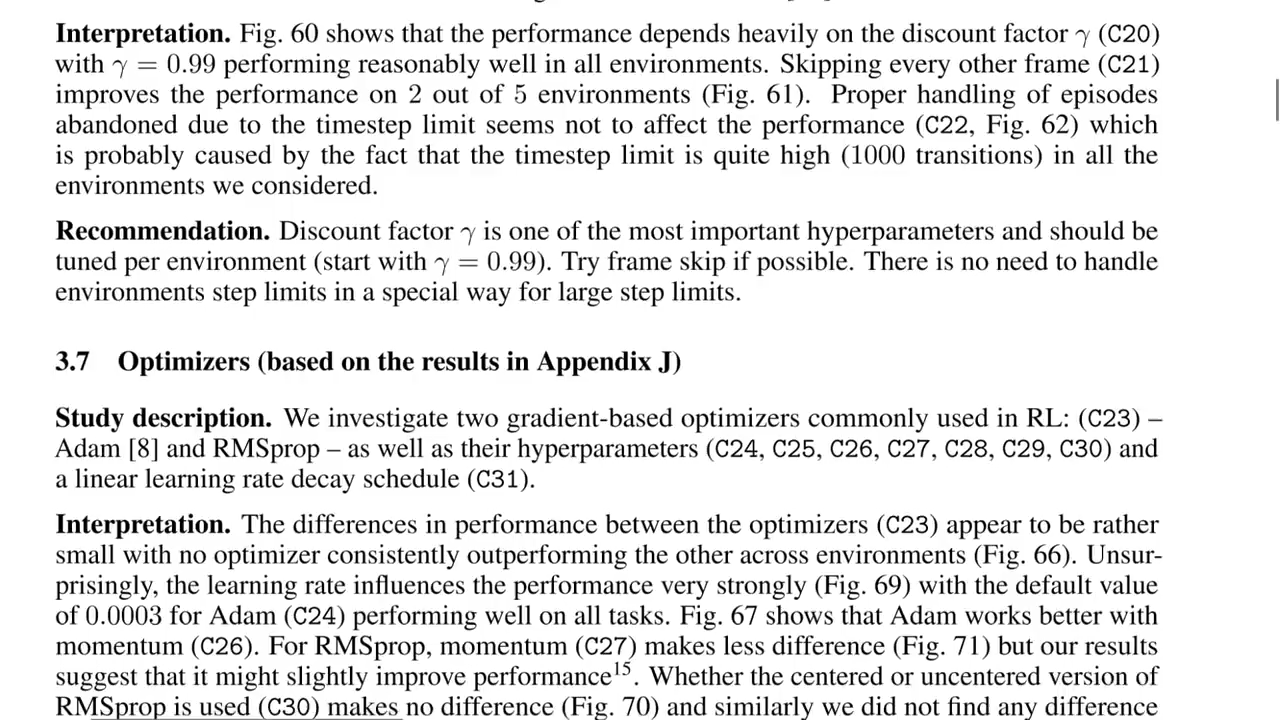 Interpretation. Fig. 60 shows that the performance depends heavily on the discount factor γ (C20)
with γ = 0.99 performing reasonably well in all environments. Skipping every other frame (C21)
improves the performance on 2 out of 5 environments (Fig. 61). Proper handling of episodes
abandoned due to the timestep limit seems not to affect the performance (C22, Fig. 62) which
is probably caused by the fact that the timestep limit is quite high (1000 transitions) in all the
environments we considered.
Recommendation. Discount factor γ is one of the most important hyperparameters and should be
tuned per environment (start with γ = 0.99). Try frame skip if possible. There is no need to handle
environments step limits in a special way for large step limits.
3.7 Optimizers (based on the results in Appendix J)
Study description. We investigate two gradient-based optimizers commonly used in RL: (C23) –
Adam [8] and RMSprop – as well as their hyperparameters (C24, C25, C26, C27, C28, C29, C30) and
a linear learning rate decay schedule (C31).
Interpretation. The differences in performance between the optimizers (C23) appear to be rather
small with no optimizer consistently outperforming the other across environments (Fig. 66). Unsur-
prisingly, the learning rate influences the performance very strongly (Fig. 69) with the default value
of 0.0003 for Adam (C24) performing well on all tasks. Fig. 67 shows that Adam works better with
momentum (C26). For RMSprop, momentum (C27) makes less difference (Fig. 71) but our results
suggest that it might slightly improve performance¹⁵. Whether the centered or uncentered version of
RMSprop is used (C30) makes no difference (Fig. 70) and similarly we did not find any difference